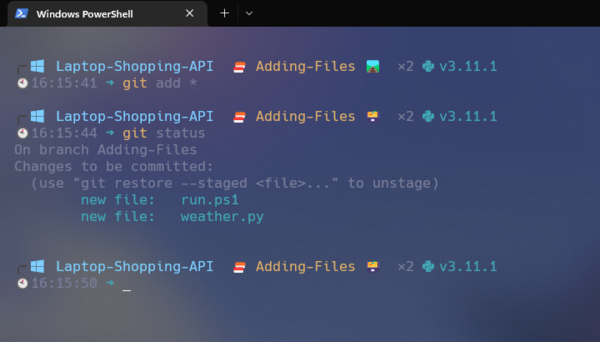 Windows PowerShell
Laptop-Shopping-API Adding-Files ×2 v3.11.1
16:15:41 → git add *
Laptop-Shopping-API Adding-Files ×2 v3.11.1
16:15:44 → git status
On branch Adding-Files
Changes to be committed:
(use "git restore --staged <file>..." to unstage)
new file: run.ps1
new file: weather.py
Laptop-Shopping-API Adding-Files ×2 v3.11.1
16:15:50 → _